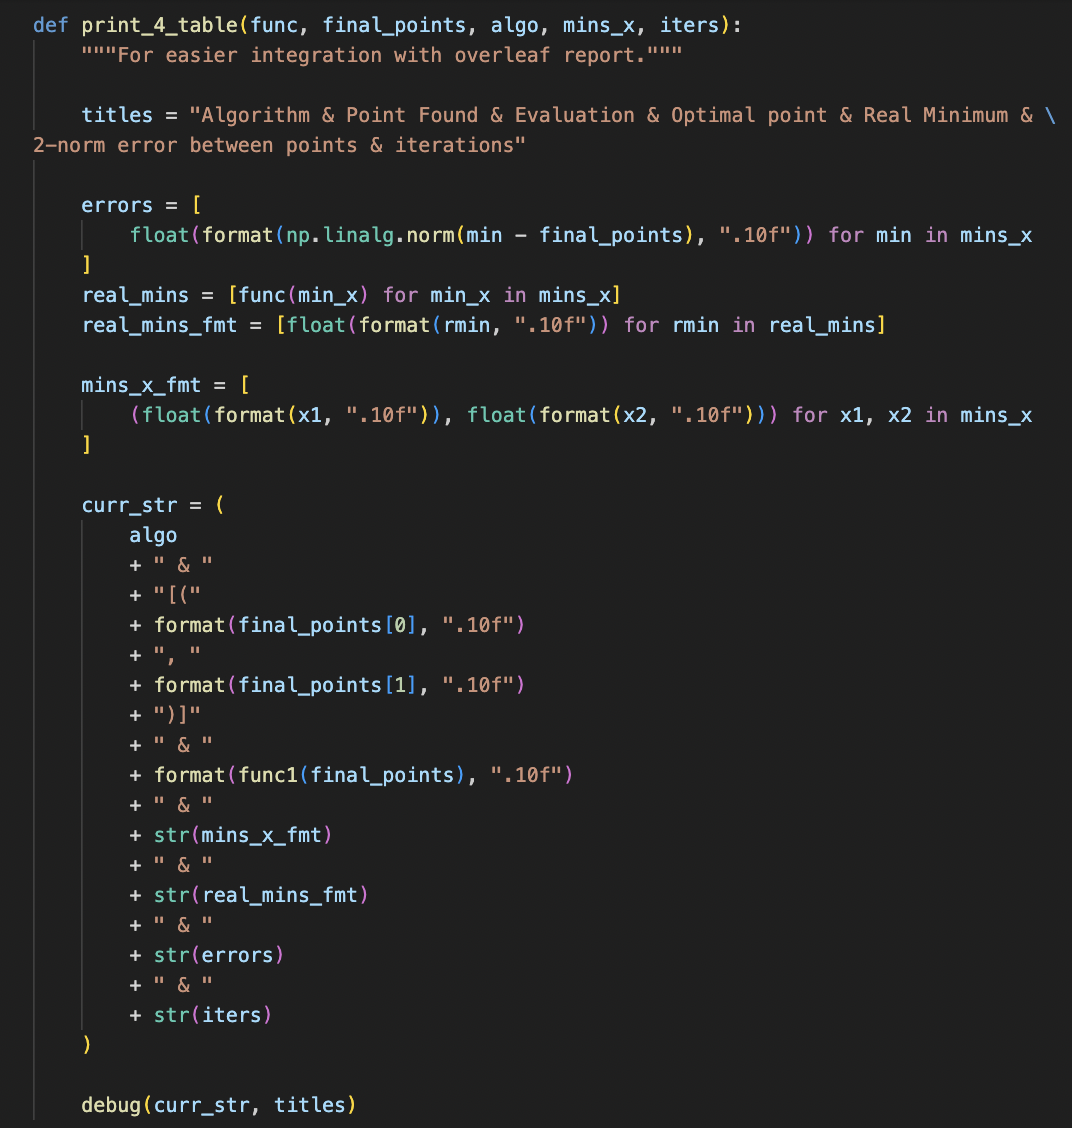 def print_4_table(func, final_points, algo, mins_x, iters):
    """For easier integration with overleaf report."""
    titles = "Algorithm & Point Found & Evaluation & Optimal point & Real Minimum & \
2-norm error between points & iterations"
    errors = [
        float(format(np.linalg.norm(min - final_points), ".10f")) for min in mins_x
    ]
    real_mins = [func(min_x) for min_x in mins_x]
    real_mins_fmt = [float(format(rmin, ".10f")) for rmin in real_mins]
    mins_x_fmt = [
        (float(format(x1, ".10f")), float(format(x2, ".10f"))) for x1, x2 in mins_x
    ]
    curr_str = (
        algo
        + " & "
        + "[("
        + format(final_points[0], ".10f")
        + ", "
        + format(final_points[1], ".10f")
        + ")]"
        + " & "
        + format(func1(final_points), ".10f")
        + " & "
        + str(mins_x_fmt)
        + " & "
        + str(real_mins_fmt)
        + " & "
        + str(errors)
        + " & "
        + str(iters)
    )
    debug(curr_str, titles)